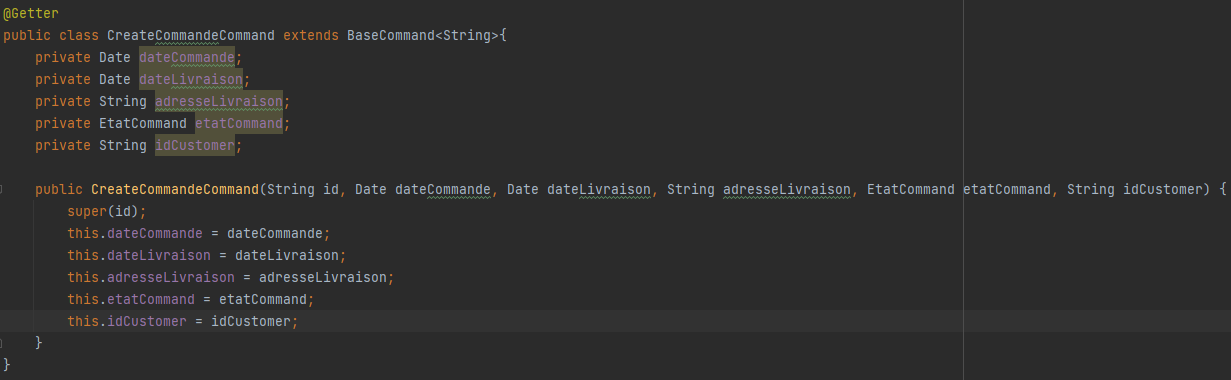 @Getter
public class CreateCommandeCommand extends BaseCommand<String>{
    private Date dateCommande;
    private Date dateLivraison;
    private String adresseLivraison;
    private EtatCommand etatCommand;
    private String idCustomer;
    public CreateCommandeCommand(String id, Date dateCommande, Date dateLivraison, String adresseLivraison, EtatCommand etatCommand, String idCustomer) {
        super(id);
        this.dateCommande = dateCommande;
        this.dateLivraison = dateLivraison;
        this.adresseLivraison = adresseLivraison;
        this.etatCommand = etatCommand;
        this.idCustomer = idCustomer;
    }
}